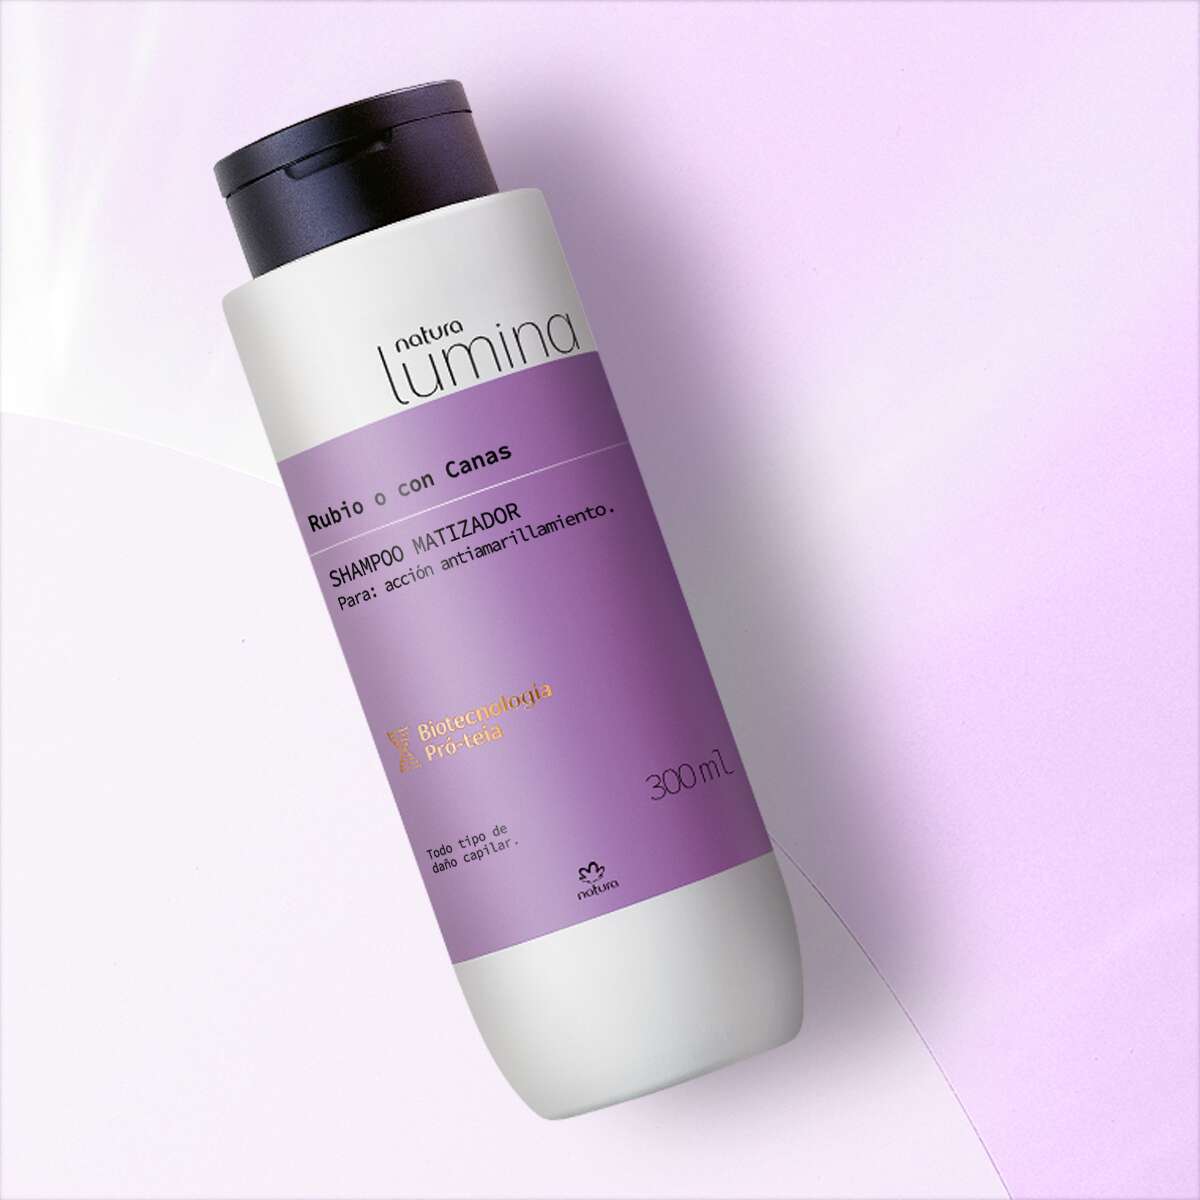 natura
lumina
Rubio o con Canas
SHAMPOO MATIZADOR
Para: acción antiamarillamiento.
Biotecnología
Pró-teia
300 ml
Todo tipo de
daño capilar.
natura